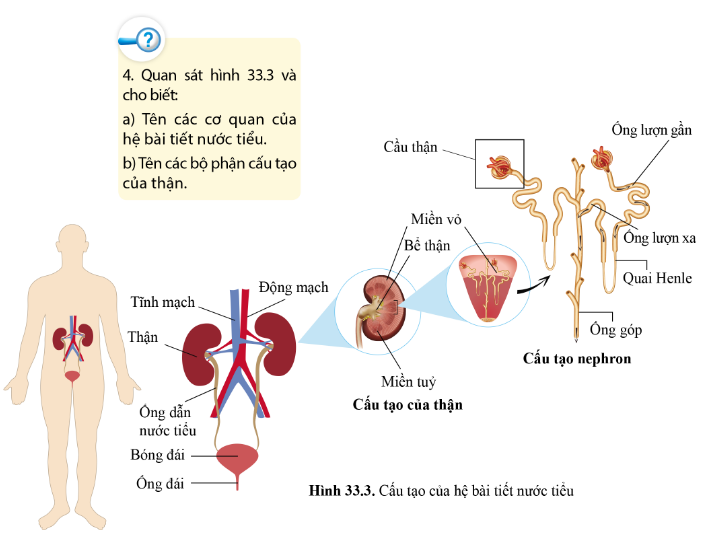 ?
4. Quan sát hình 33.3 và
cho biết:
a) Tên các cơ quan của
hệ bài tiết nước tiểu.
b) Tên các bộ phận cấu tạo
của thận.
Cầu thận
Ống lượn gần
Miền vỏ
Bể thận
Ống lượn xa
Quai Henle
Động mạch
Tĩnh mạch
Thận
Ống góp
Cấu tạo nephron
Miền tuỷ
Cấu tạo của thận
Ống dẫn
nước tiểu
Bóng đái
Ống đái
Hình 33.3. Cấu tạo của hệ bài tiết nước tiểu